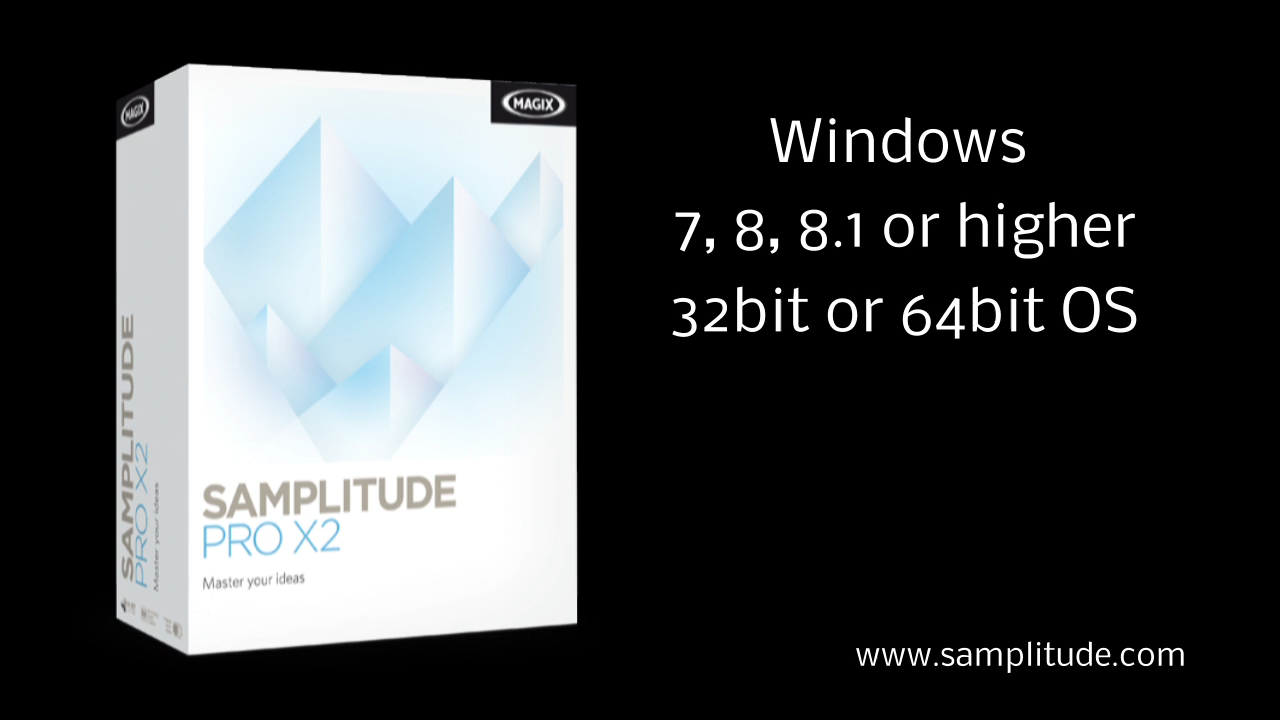 MAGIX
MAGIX
SAMPLITUDE
PRO X2
Master your ideas
SAMPLITUDE
PRO X2
Master your ideas
Windows
7, 8, 8.1 or higher
32bit or 64bit OS
www.samplitude.com